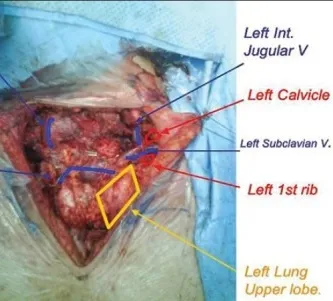 Left Int.
Jugular V
Left Calvicle
Left Subclavian V.
Left 1st rib
Left Lung
Upper lobe.